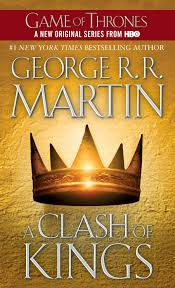 GAME OF THRONES
A NEW ORIGINAL SERIES FROM HBO
#1 NEW YORK TIMES BESTSELLING AUTHOR
GEORGE R. R.
MARTIN
A CLASH OF
KINGS